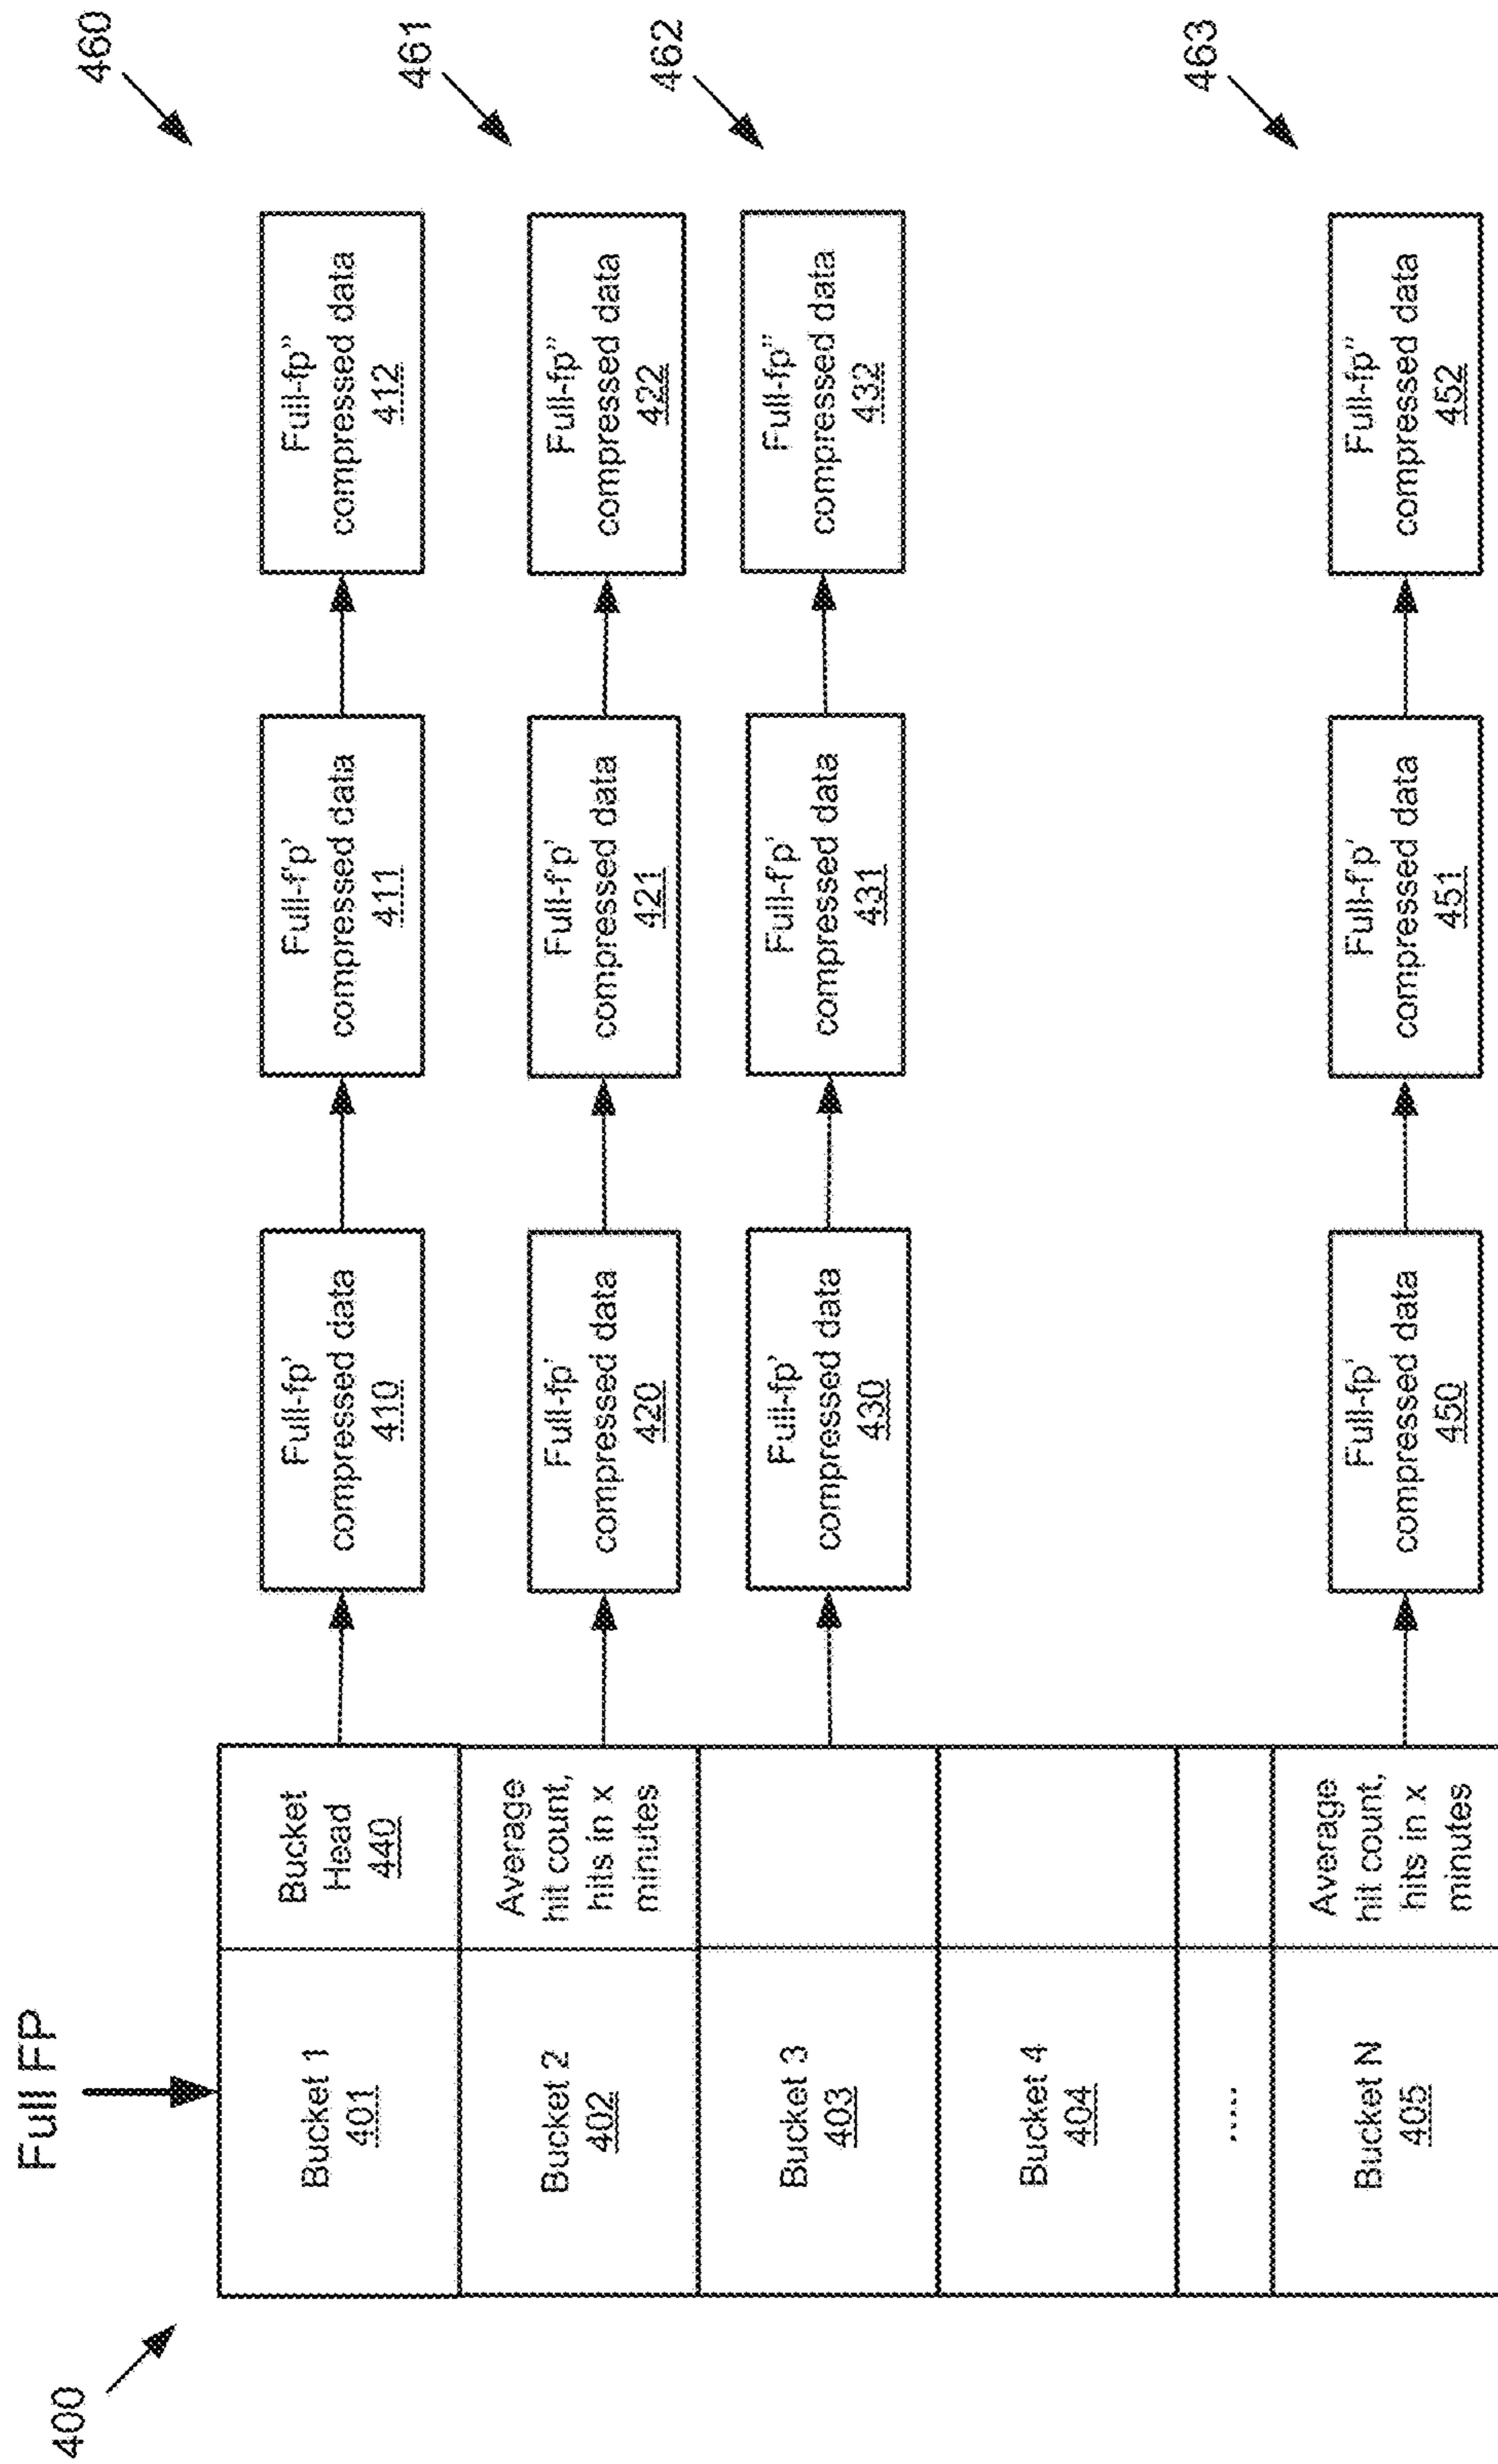 400
Full FP
Bucket 1
401
Bucket
Head
440
Full-fp'
compressed data
410
Full-f'p'
compressed data
411
Full-fp"
compressed data
412
460
Bucket 2
402
Average
hit count,
hits in x
minutes
Full-fp'
compressed data
420
Full-f'p'
compressed data
421
Full-fp"
compressed data
422
461
Bucket 3
403
Full-fp'
compressed data
430
Full-f'p'
compressed data
431
Full-fp"
compressed data
432
462
Bucket 4
404
.....
Bucket N
405
Average
hit count,
hits in x
minutes
Full-fp'
compressed data
450
Full-f'p'
compressed data
451
Full-fp"
compressed data
452
463